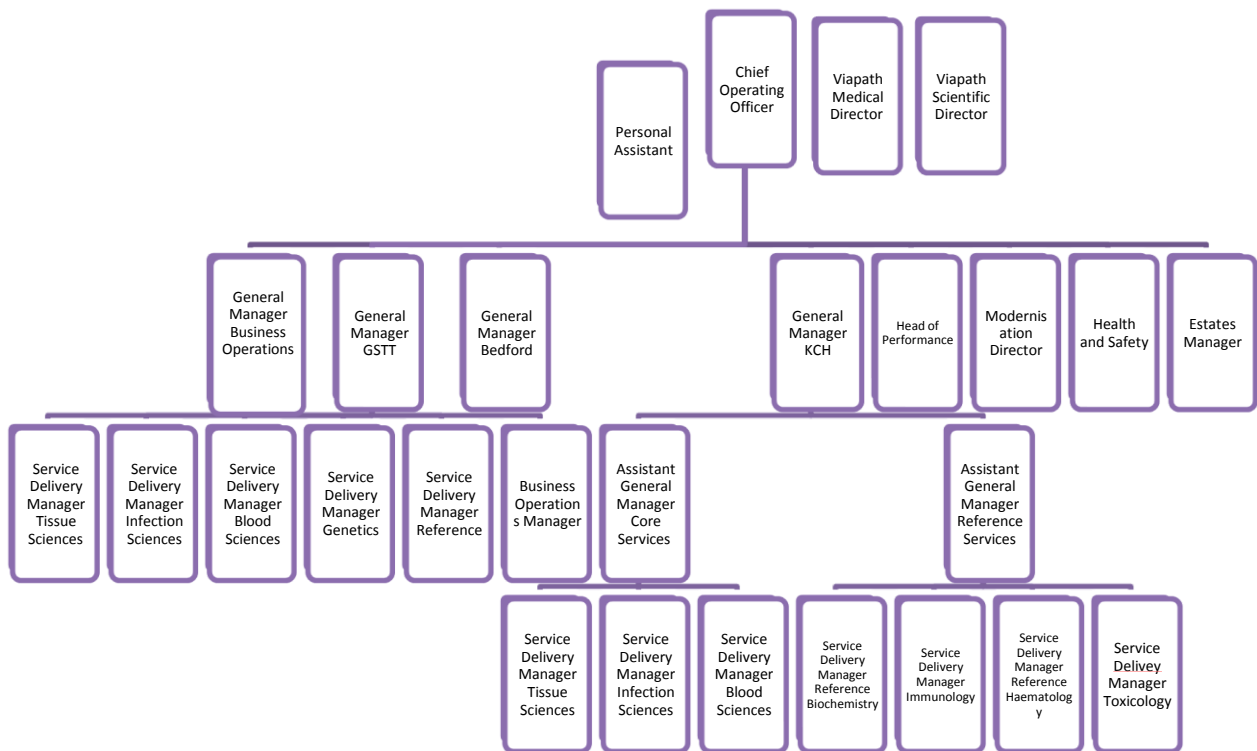 Personal
Assistant
Chief
Operating
Officer
Viapath
Medical
Director
Viapath
Scientific
Director
General
Manager
Business
Operations
General
Manager
GSTT
General
Manager
Bedford
General
Manager
KCH
Head of
Performance
Modernis
ation
Director
Health
and Safety
Estates
Manager
Service
Delivery
Manager
Tissue
Sciences
Service
Delivery
Manager
Infection
Sciences
Service
Delivery
Manager
Blood
Sciences
Service
Delivery
Manager
Genetics
Service
Delivery
Manager
Reference
Business
Operation
s Manager
Assistant
General
Manager
Core
Services
Assistant
General
Manager
Reference
Services
Service
Delivery
Manager
Tissue
Sciences
Service
Delivery
Manager
Infection
Sciences
Service
Delivery
Manager
Blood
Sciences
Service
Delivery
Manager
Reference
Biochemistry
Service
Delivery
Manager
Immunology
Service
Delivery
Manager
Reference
Haematolog
y
Service
Delivey
Manager
Toxicology